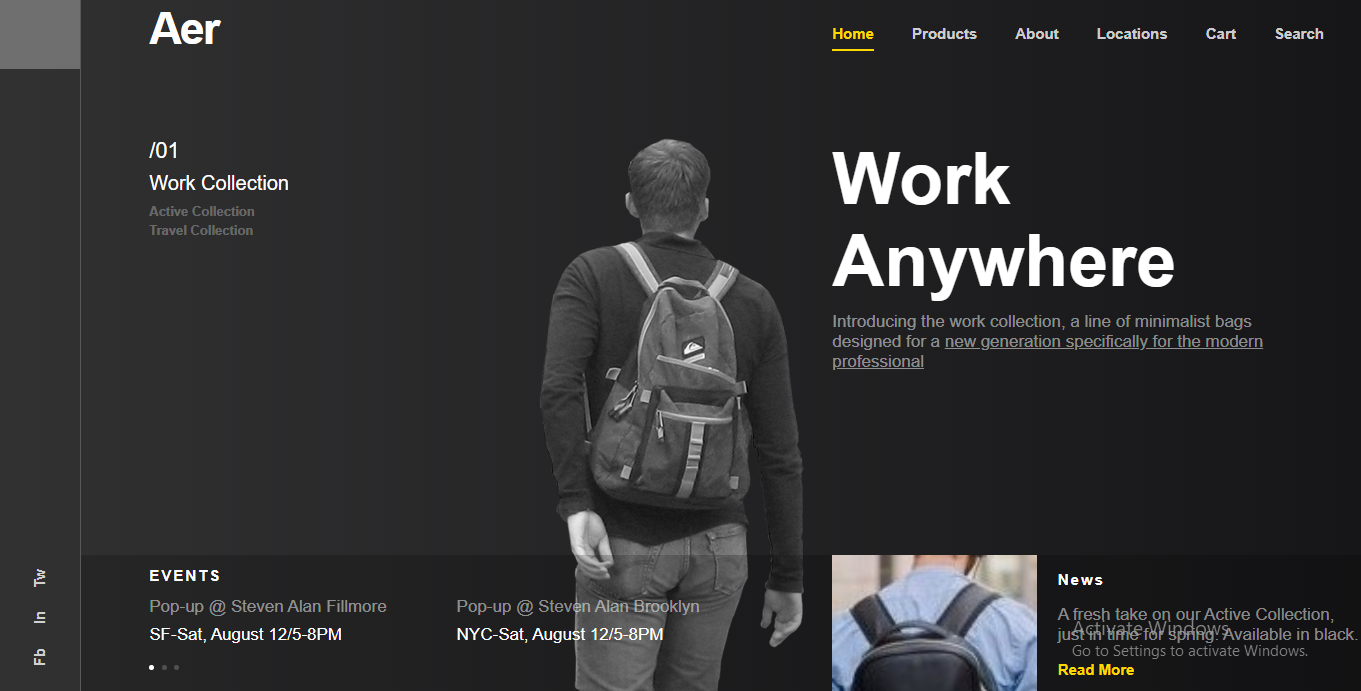 Aer
Home Products About Locations Cart Search
/01
Work Collection
Active Collection
Travel Collection
Work
Anywhere
Introducing the work collection, a line of minimalist bags
designed for a new generation specifically for the modern
professional
Tw
In
Fb
EVENTS
Pop-up @ Steven Alan Fillmore
SF-Sat, August 12/5-8PM
Pop-up @ Steven Alan Brooklyn
NYC-Sat, August 12/5-8PM
News
A fresh take on our Active Collection,
just in time for spring. Available in black.
Read More
Activate Windows
Go to Settings to activate Windows.